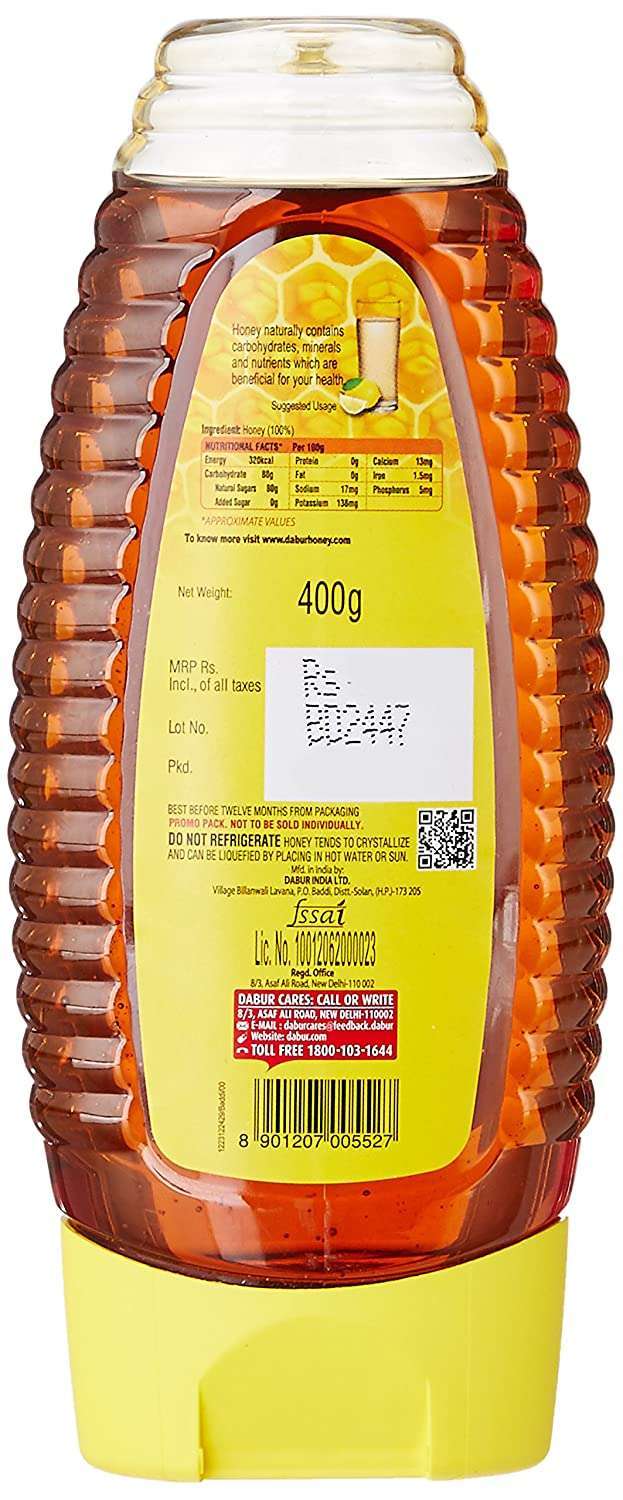 Honey naturally contains
carbohydrates, minerals
and nutrients which are
beneficial for your health
Suggested Usage
Ingredient: Honey (100%)
NUTRITIONAL FACTS* Per 100g
Energy 320kcal Protein 0g Calcium 13mg
Carbohydrate 80g Fat 0g Iron 1.5mg
Natural Sugars 80g Sodium 17mg Phosphorus 5mg
Added Sugar 0g Potassium 138mg
*APPROXIMATE VALUES
To know more visit www.daburhoney.com
Net Weight: 400g
MRP Rs. Rs-
Incl., of all taxes
Lot No. BD2447
Pkd.
BEST BEFORE TWELVE MONTHS FROM PACKAGING
PROMO PACK. NOT TO BE SOLD INDIVIDUALLY.
DO NOT REFRIGERATE HONEY TENDS TO CRYSTALLIZE
AND CAN BE LIQUEFIED BY PLACING IN HOT WATER OR SUN.
Mfd. in India by:
DABUR INDIA LTD.
Village Billanwali Lavana, P.O. Baddi, Distt.-Solan, (H.P.)-173 205
fssai
Lic. No. 10012062000023
Regd. Office
8/3, Asaf Ali Road, New Delhi-110 002
DABUR CARES: CALL OR WRITE
8/3, ASAF ALI ROAD, NEW DELHI-110002
E-MAIL : daburcares@feedback.dabur
Website: dabur.com
TOLL FREE 1800-103-1644
8 901207 005527